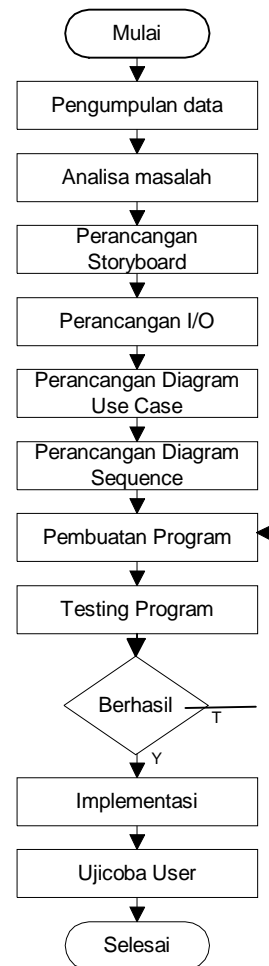 Mulai
Pengumpulan data
Analisa masalah
Perancangan
Storyboard
Perancangan I/O
Perancangan Diagram
Use Case
Perancangan Diagram
Sequence
Pembuatan Program
Testing Program
Berhasil
T
Y
Implementasi
Ujicoba User
Selesai